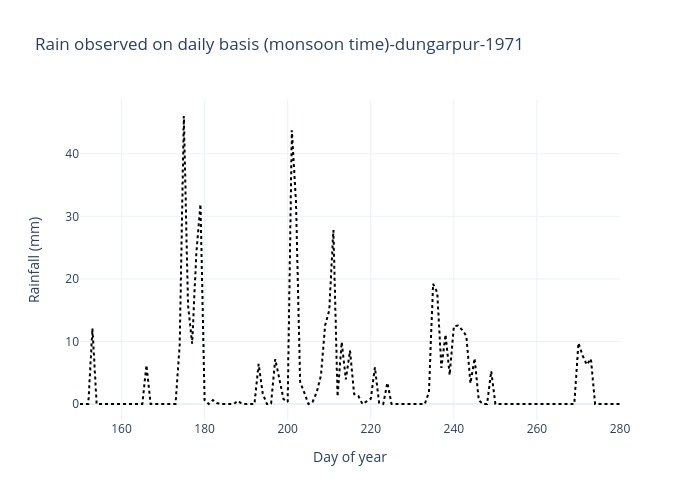 Rain observed on daily basis (monsoon time)-dungarpur-1971
Rainfall (mm)
40
30
20
10
0
160 180 200 220 240 260 280
Day of year